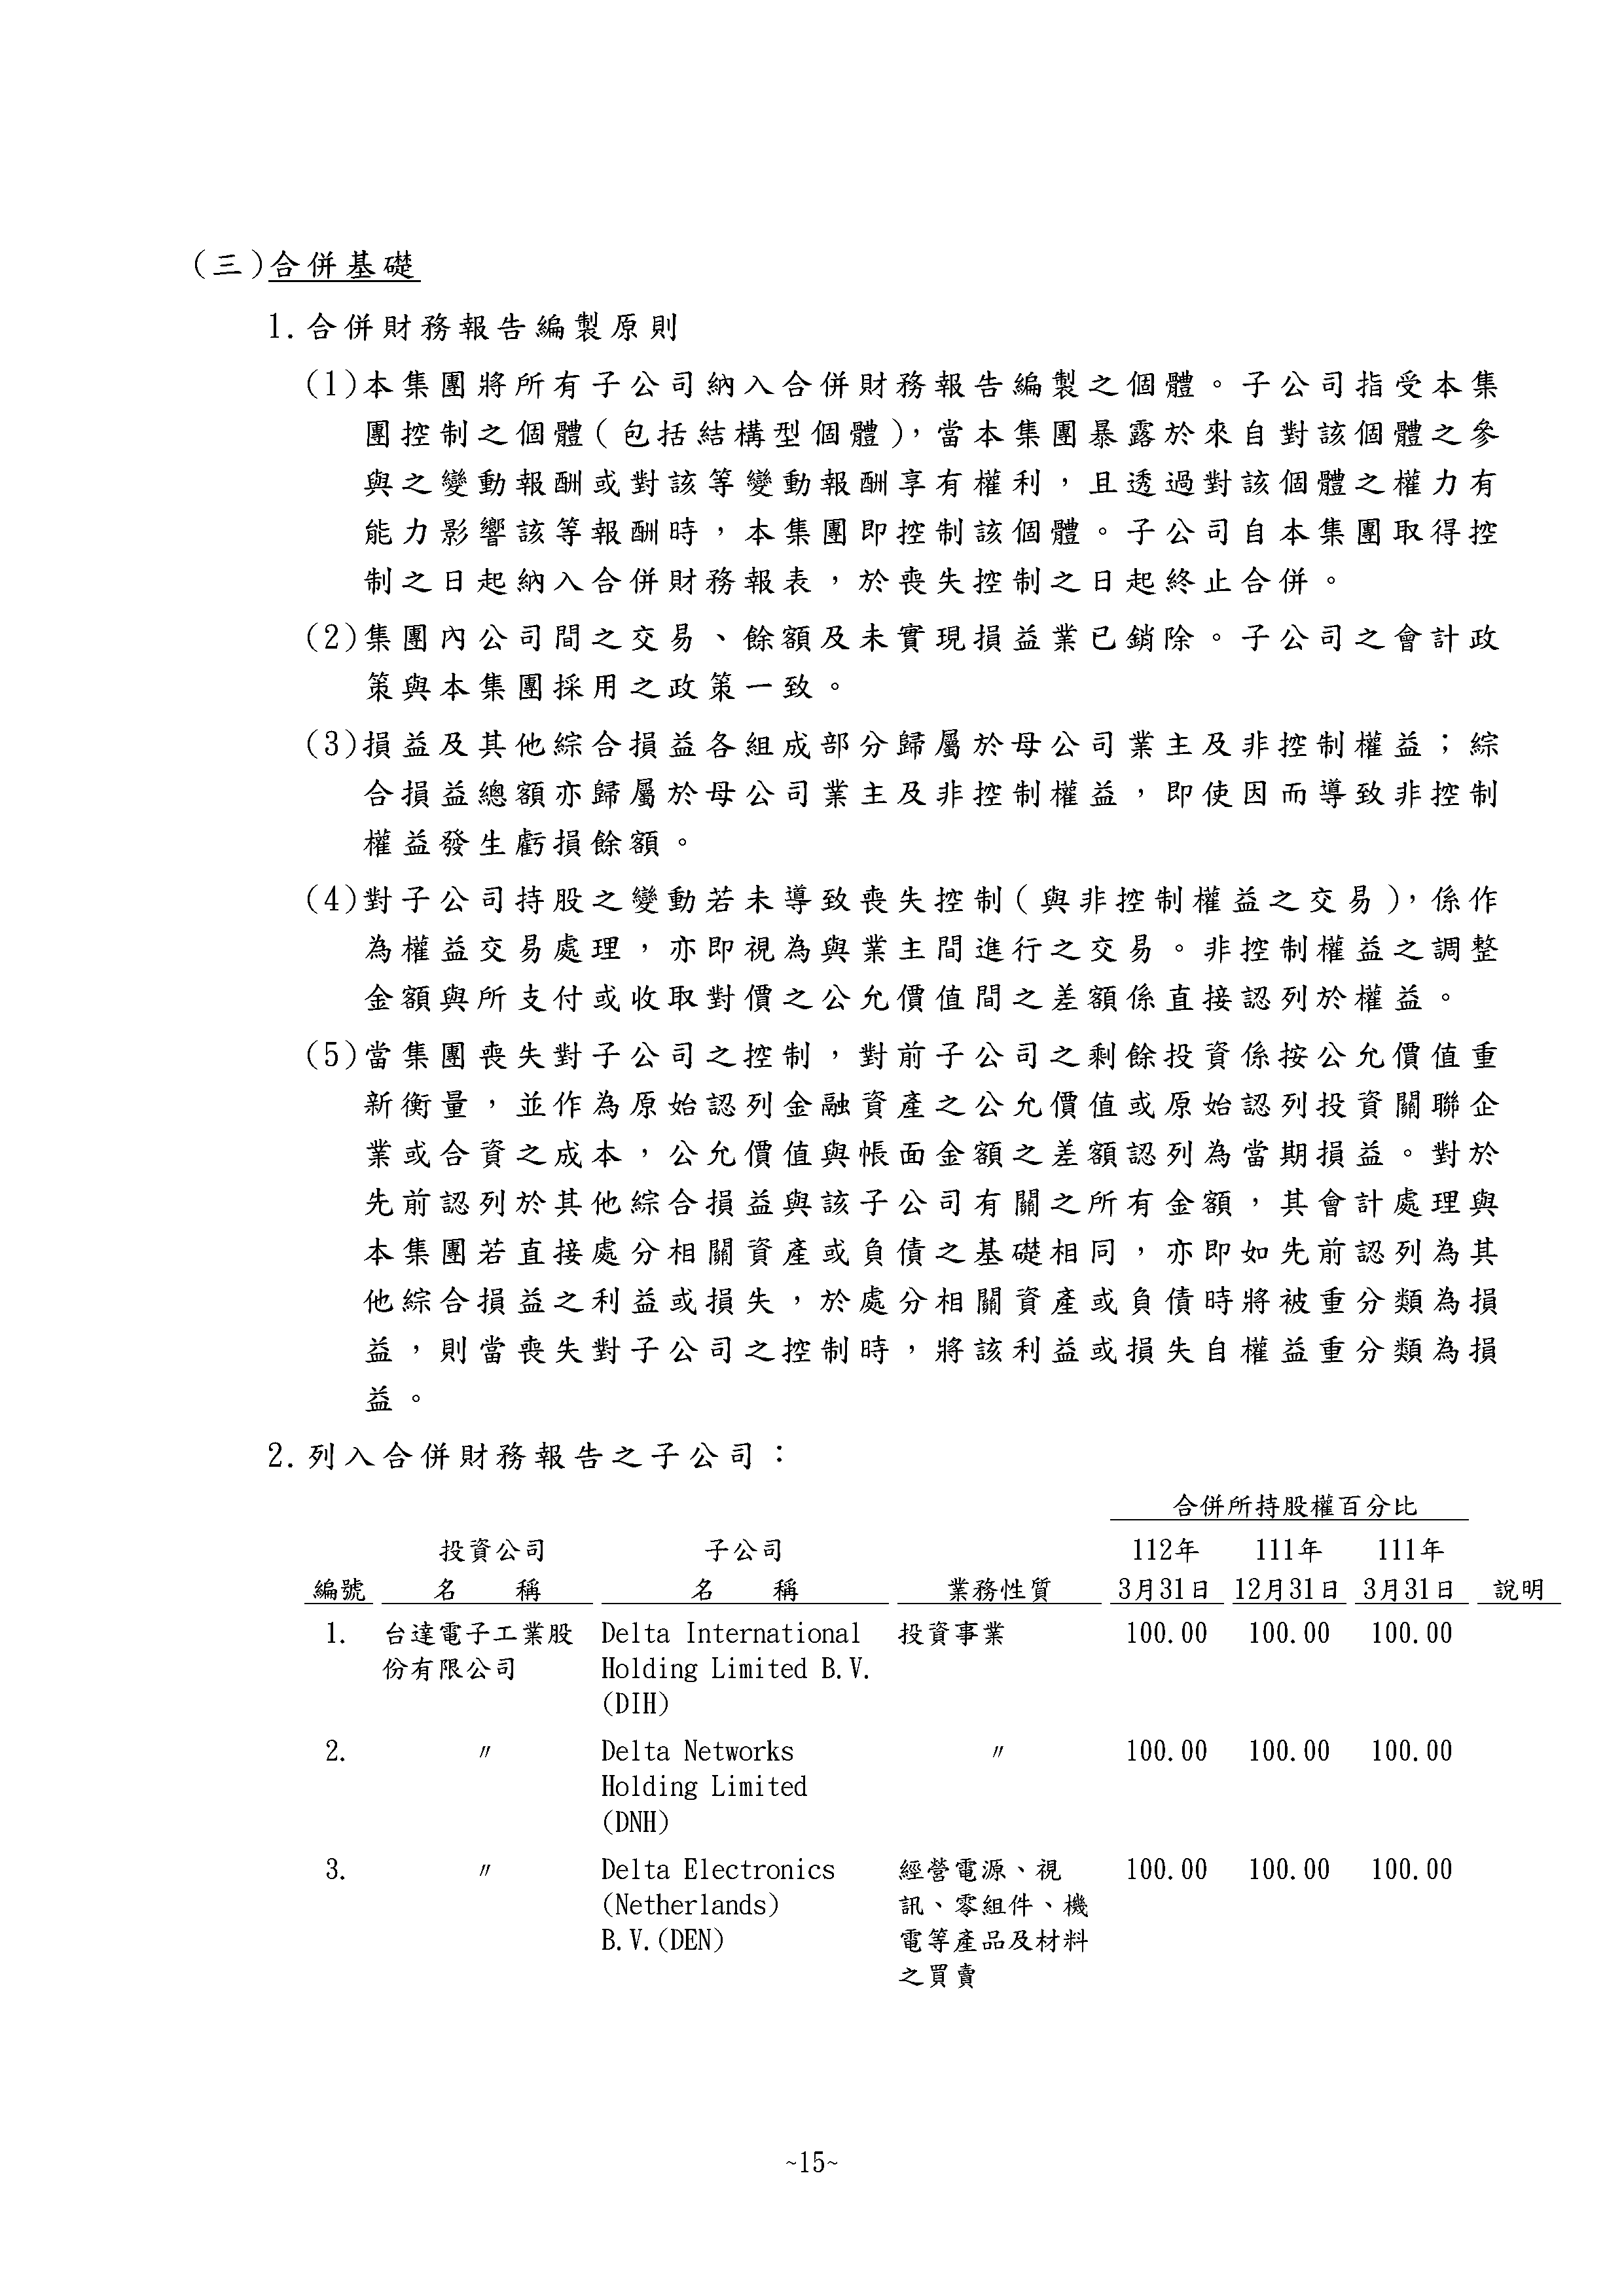 (三)合併基礎
1.合併財務報告編製原則
(1)本集團將所有子公司納入合併財務報告編製之個體。子公司指受本集
團控制之個體(包括結構型個體)，當本集團暴露於來自對該個體之參
與之變動報酬或對該等變動報酬享有權利，且透過對該個體之權力有
能力影響該等報酬時，本集團即控制該個體。子公司自本集團取得控
制之日起納入合併財務報表，於喪失控制之日起終止合併。
(2)集團內公司間之交易、餘額及未實現損益業已銷除。子公司之會計政
策與本集團採用之政策一致。
(3)損益及其他綜合損益各組成部分歸屬於母公司業主及非控制權益；綜
合損益總額亦歸屬於母公司業主及非控制權益，即使因而導致非控制
權益發生虧損餘額。
(4)對子公司持股之變動若未導致喪失控制(與非控制權益之交易)，係作
為權益交易處理，亦即視為與業主間進行之交易。非控制權益之調整
金額與所支付或收取對價之公允價值間之差額係直接認列於權益。
(5)當集團喪失對子公司之控制，對前子公司之剩餘投資係按公允價值重
新衡量，並作為原始認列金融資產之公允價值或原始認列投資關聯企
業或合資之成本，公允價值與帳面金額之差額認列為當期損益。對於
先前認列於其他綜合損益與該子公司有關之所有金額，其會計處理與
本集團若直接處分相關資產或負債之基礎相同，亦即如先前認列為其
他綜合損益之利益或損失，於處分相關資產或負債時將被重分類為損
益，則當喪失對子公司之控制時，將該利益或損失自權益重分類為損
益。
2.列入合併財務報告之子公司：
合併所持股權百分比
投資公司 子公司 112年 111年 111年
編號 名 稱 名 稱 業務性質 3月31日 12月31日 3月31日 說明
1. 台達電子工業股 Delta International 投資事業 100.00 100.00 100.00
份有限公司 Holding Limited B.V.
(DIH)
2. 〃 Delta Networks 〃 100.00 100.00 100.00
Holding Limited
(DNH)
3. 〃 Delta Electronics 經營電源、視 100.00 100.00 100.00
(Netherlands) 訊、零組件、機
B.V.(DEN) 電等產品及材料
之買賣
~15~